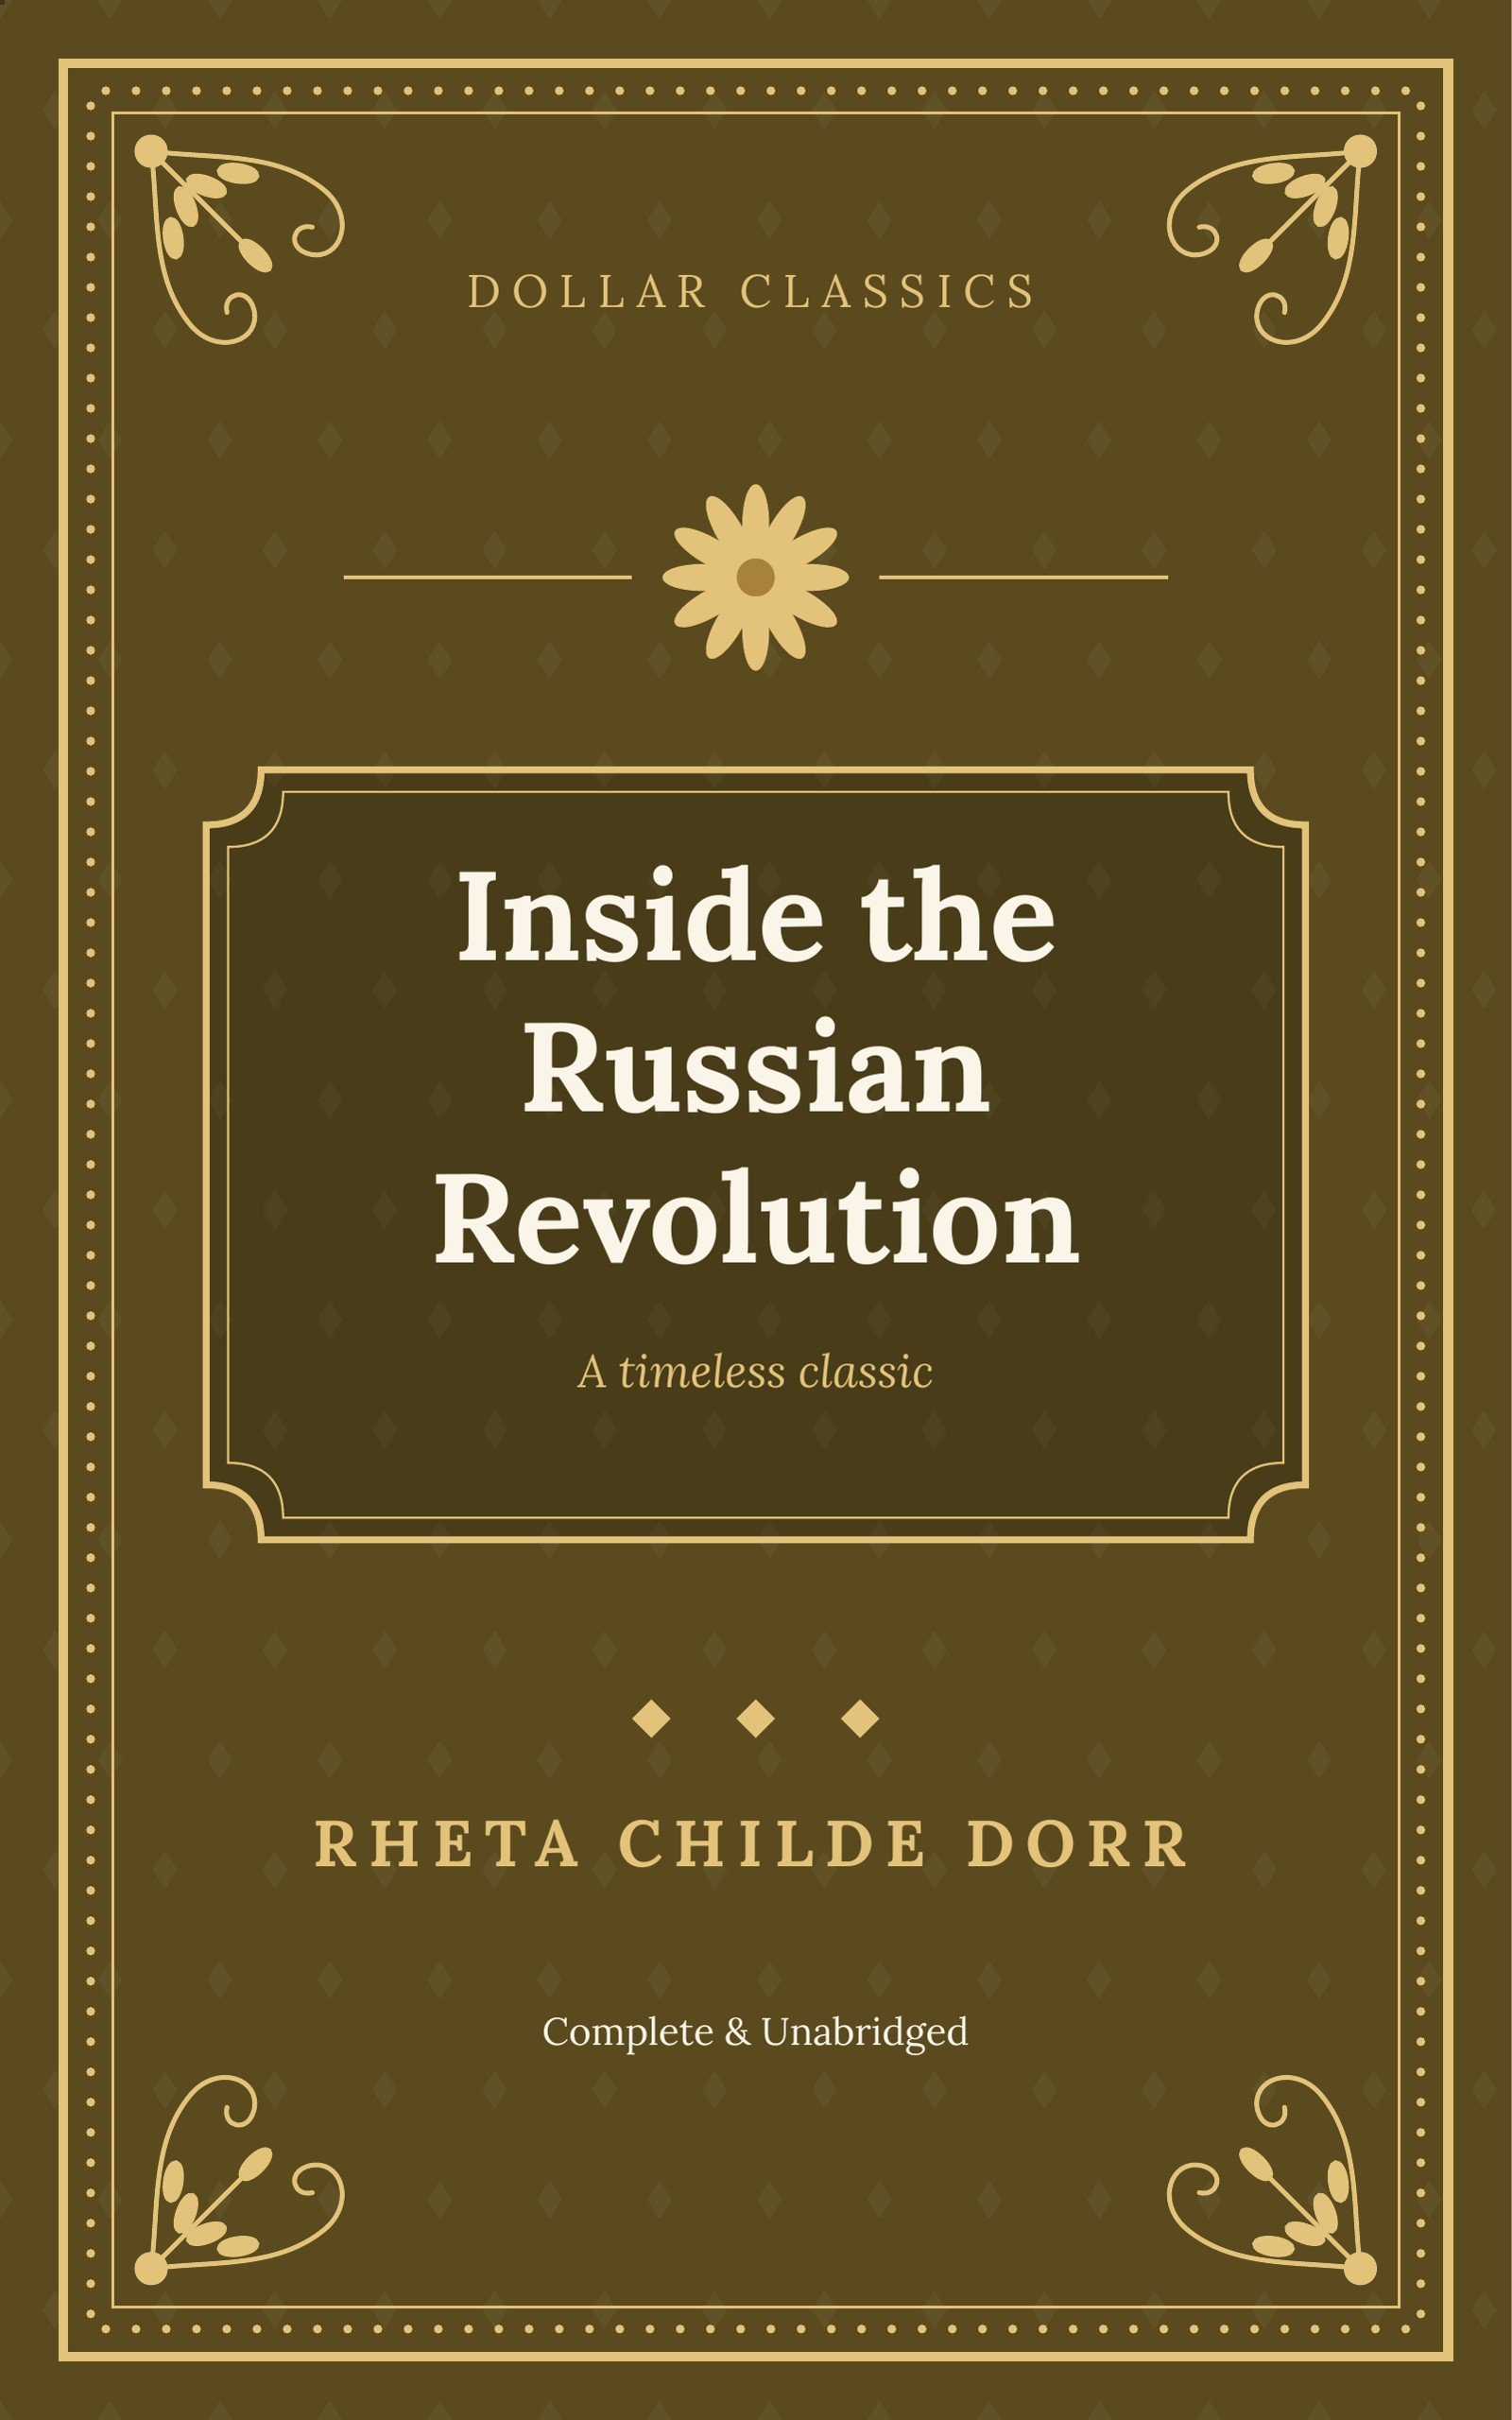 DOLLAR CLASSICS
Inside the
Russian
Revolution
A timeless classic
RHETA CHILDE DORR
Complete & Unabridged